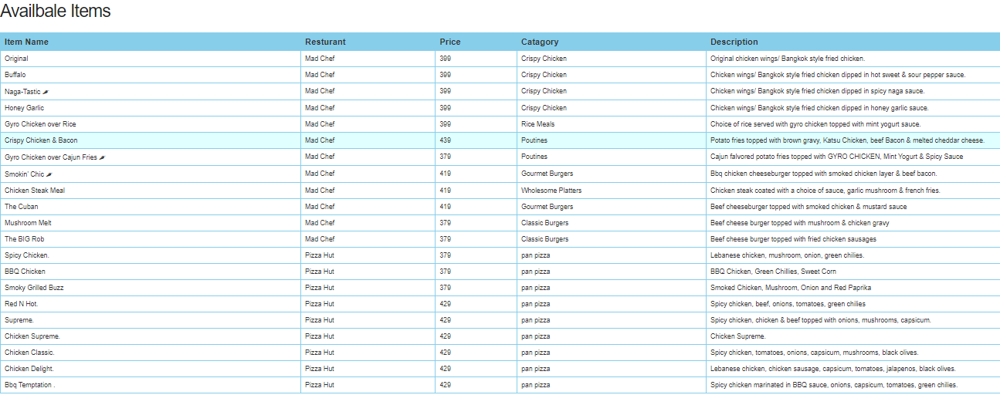 Availbale Items
Item Name Resturant Price Catagory Description
Original Mad Chef 399 Crispy Chicken Original chicken wings/ Bangkok style fried chicken.
Buffalo Mad Chef 399 Crispy Chicken Chicken wings/ Bangkok style fried chicken dipped in hot sweet & sour pepper sauce.
Naga-Tastic 🌶 Mad Chef 399 Crispy Chicken Chicken wings/ Bangkok style fried chicken dipped in spicy naga sauce.
Honey Garlic Mad Chef 399 Crispy Chicken Chicken wings/ Bangkok style fried chicken dipped in honey garlic sauce.
Gyro Chicken over Rice Mad Chef 399 Rice Meals Choice of rice served with gyro chicken topped with mint yogurt sauce.
Crispy Chicken & Bacon Mad Chef 439 Poutines Potato fries topped with brown gravy, Katsu Chicken, beef Bacon & melted cheddar cheese.
Gyro Chicken over Cajun Fries 🌶 Mad Chef 379 Poutines Cajun falvored potato fries topped with GYRO CHICKEN, Mint Yogurt & Spicy Sauce
Smokin' Chic 🌶 Mad Chef 419 Gourmet Burgers Bbq chicken cheeseburger topped with smoked chicken layer & beef bacon.
Chicken Steak Meal Mad Chef 419 Wholesome Platters Chicken steak coated with a choice of sauce, garlic mushroom & french fries.
The Cuban Mad Chef 419 Gourmet Burgers Beef cheeseburger topped with smoked chicken & mustard sauce
Mushroom Melt Mad Chef 379 Classic Burgers Beef cheese burger topped with mushroom & chicken gravy
The BIG Rob Mad Chef 379 Classic Burgers Beef cheese burger topped with fried chicken sausages
Spicy Chicken. Pizza Hut 379 pan pizza Lebanese chicken, mushroom, onion, green chilies.
BBQ Chicken Pizza Hut 379 pan pizza BBQ Chicken, Green Chillies, Sweet Corn
Smoky Grilled Buzz Pizza Hut 379 pan pizza Smoked Chicken, Mushroom, Onion and Red Paprika
Red N Hot. Pizza Hut 429 pan pizza Spicy chicken, beef, onions, tomatoes, green chilies
Supreme. Pizza Hut 429 pan pizza Spicy chicken, chicken & beef topped with onions, mushrooms, capsicum.
Chicken Supreme. Pizza Hut 429 pan pizza Chicken Supreme.
Chicken Classic. Pizza Hut 429 pan pizza Spicy chicken, tomatoes, onions, capsicum, mushrooms, black olives.
Chicken Delight. Pizza Hut 429 pan pizza Lebanese chicken, chicken sausage, capsicum, tomatoes, jalapenos, black olives.
Bbq Temptation . Pizza Hut 429 pan pizza Spicy chicken marinated in BBQ sauce, onions, capsicum, tomatoes, green chilies.